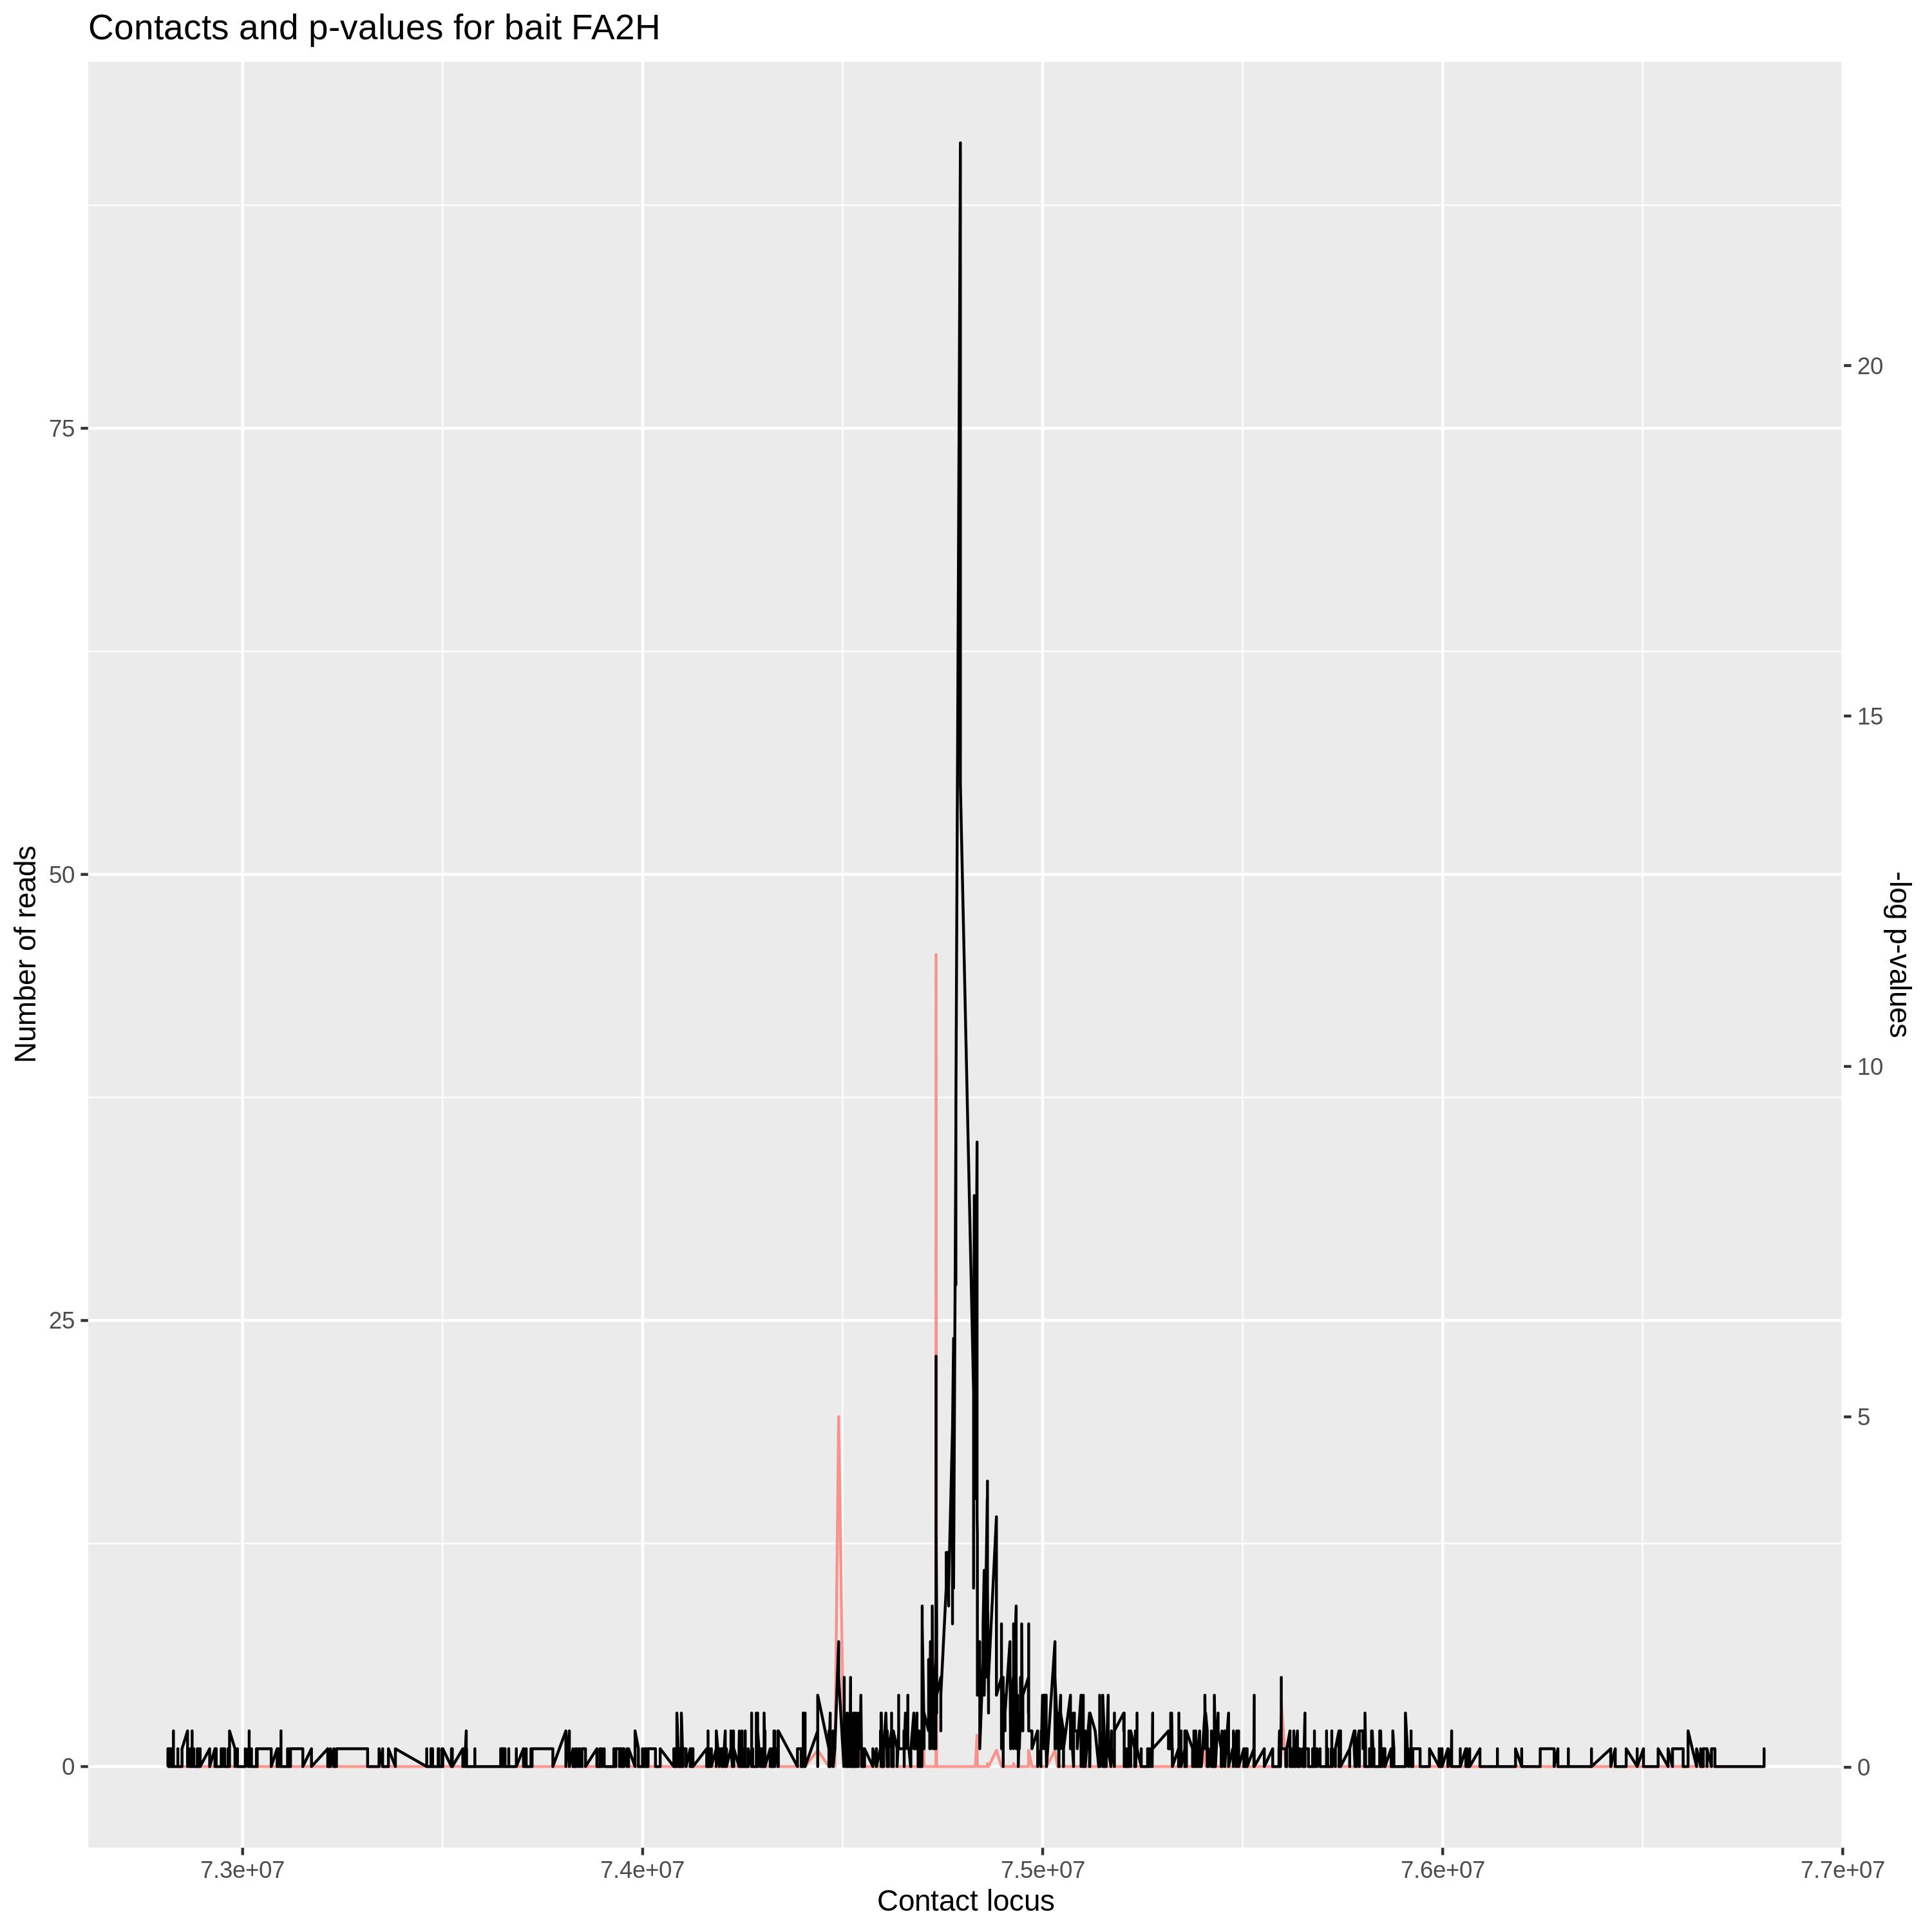 Contacts and p-values for bait FA2H
Number of reads
75
50
25
0
20
15
10
5
0
-log p-values
7.3e+07 7.4e+07 7.5e+07 7.6e+07 7.7e+07
Contact locus